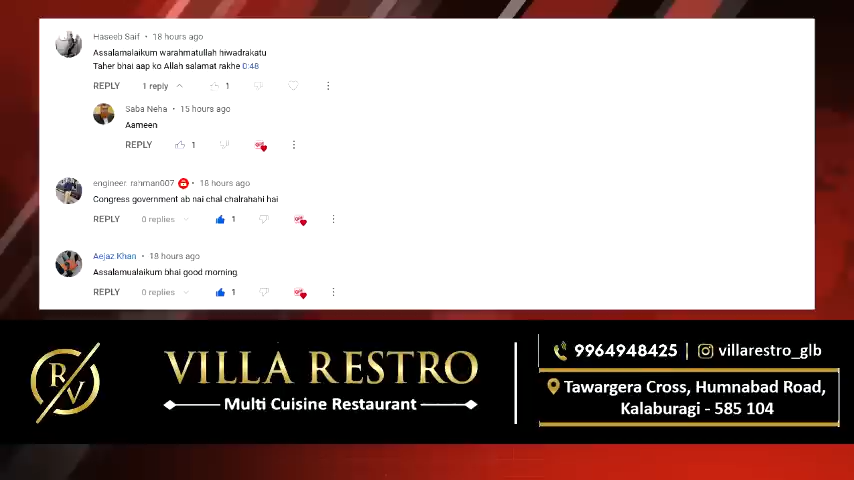 Haseeb Saif • 18 hours ago
Assalamalaikum warahmatullah hiwadrakatu
Taher bhai aap ko Allah salamat rakhe 0:48
REPLY 1 reply 1
Saba Neha • 15 hours ago
Aameen
REPLY 1
engineer rahman007 • 18 hours ago
Congress government ab nai chal chalrahahi hai
REPLY 0 replies 1
Aejaz Khan • 18 hours ago
Assalamualaikum bhai good morning
REPLY 0 replies 1
RV
VILLA RESTRO
Multi Cuisine Restaurant
9964948425 | villarestro_glb
Tawargera Cross, Humnabad Road,
Kalaburagi - 585 104